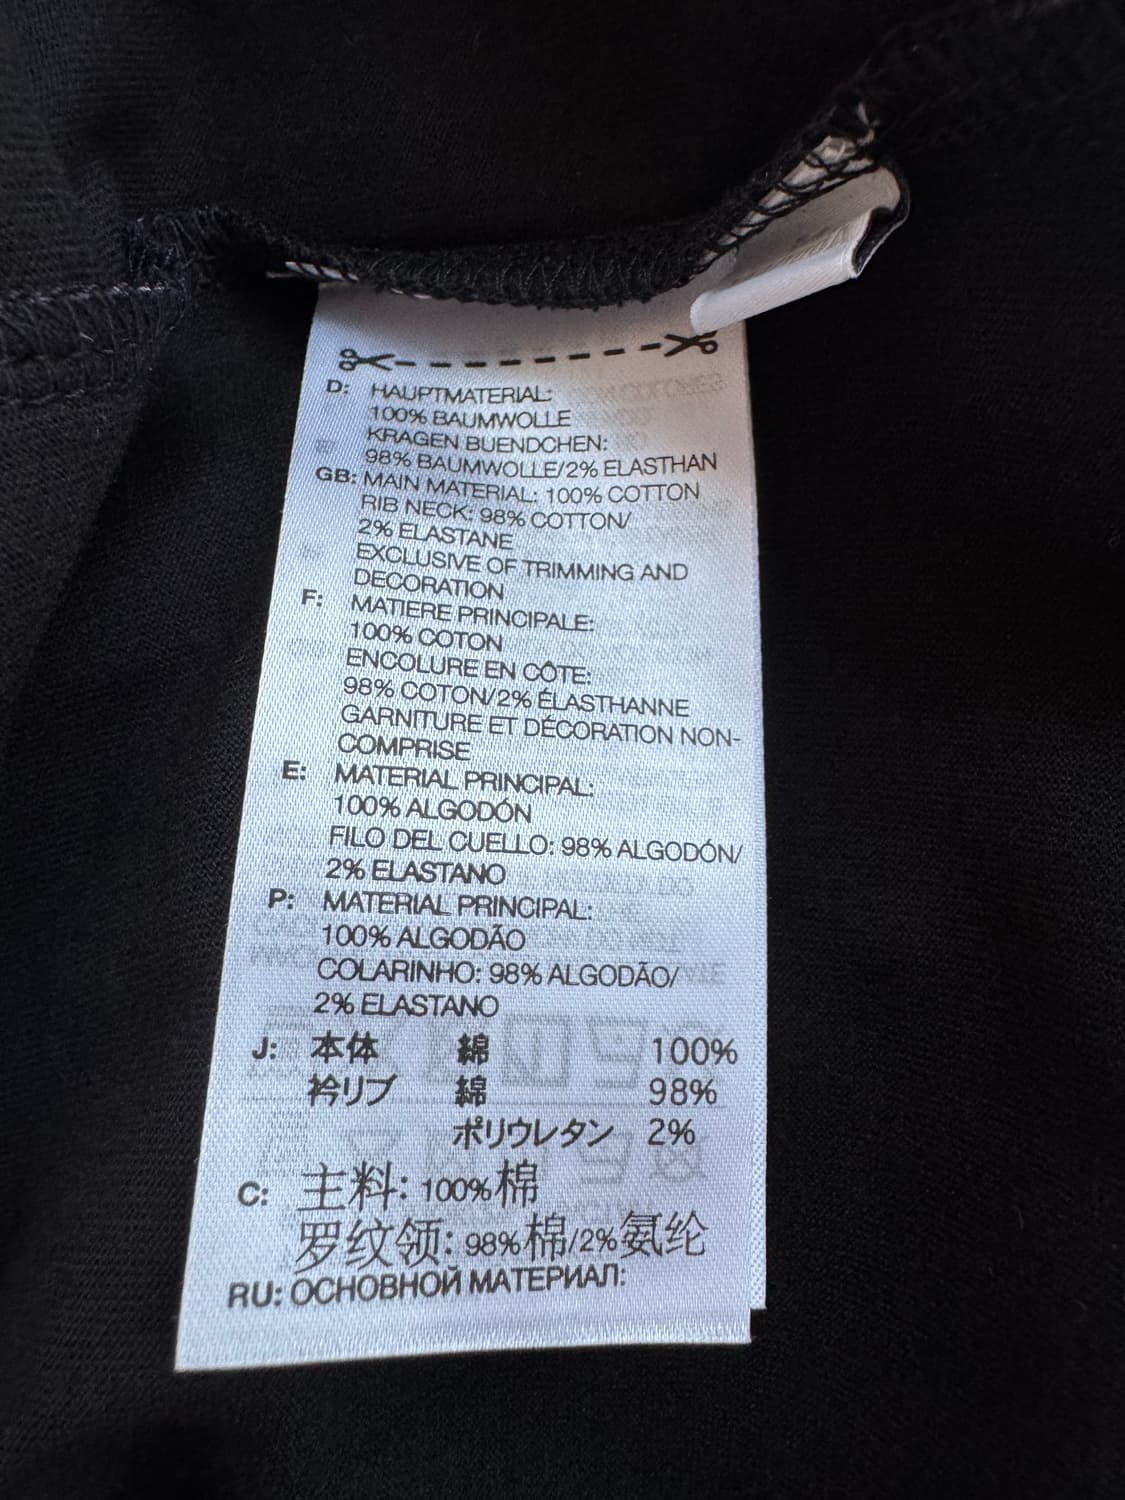 D: HAUPTMATERIAL:
100% BAUMWOLLE
KRAGEN BUENDCHEN:
98% BAUMWOLLE/2% ELASTHAN
GB: MAIN MATERIAL: 100% COTTON
RIB NECK: 98% COTTON/
2% ELASTANE
EXCLUSIVE OF TRIMMING AND
DECORATION
F: MATIERE PRINCIPALE:
100% COTON
ENCOLURE EN CÔTE:
98% COTON/2% ÉLASTHANNE
GARNITURE ET DÉCORATION NON-
COMPRISE
E: MATERIAL PRINCIPAL:
100% ALGODÓN
FILO DEL CUELLO: 98% ALGODÓN/
2% ELASTANO
P: MATERIAL PRINCIPAL:
100% ALGODÃO
COLARINHO: 98% ALGODÃO/
2% ELASTANO
J: 本体 綿 100%
衿リブ 綿 98%
ポリウレタン 2%
C: 主料: 100%棉
罗纹领: 98%棉/2%氨纶
RU: ОСНОВНОЙ МАТЕРИАЛ: